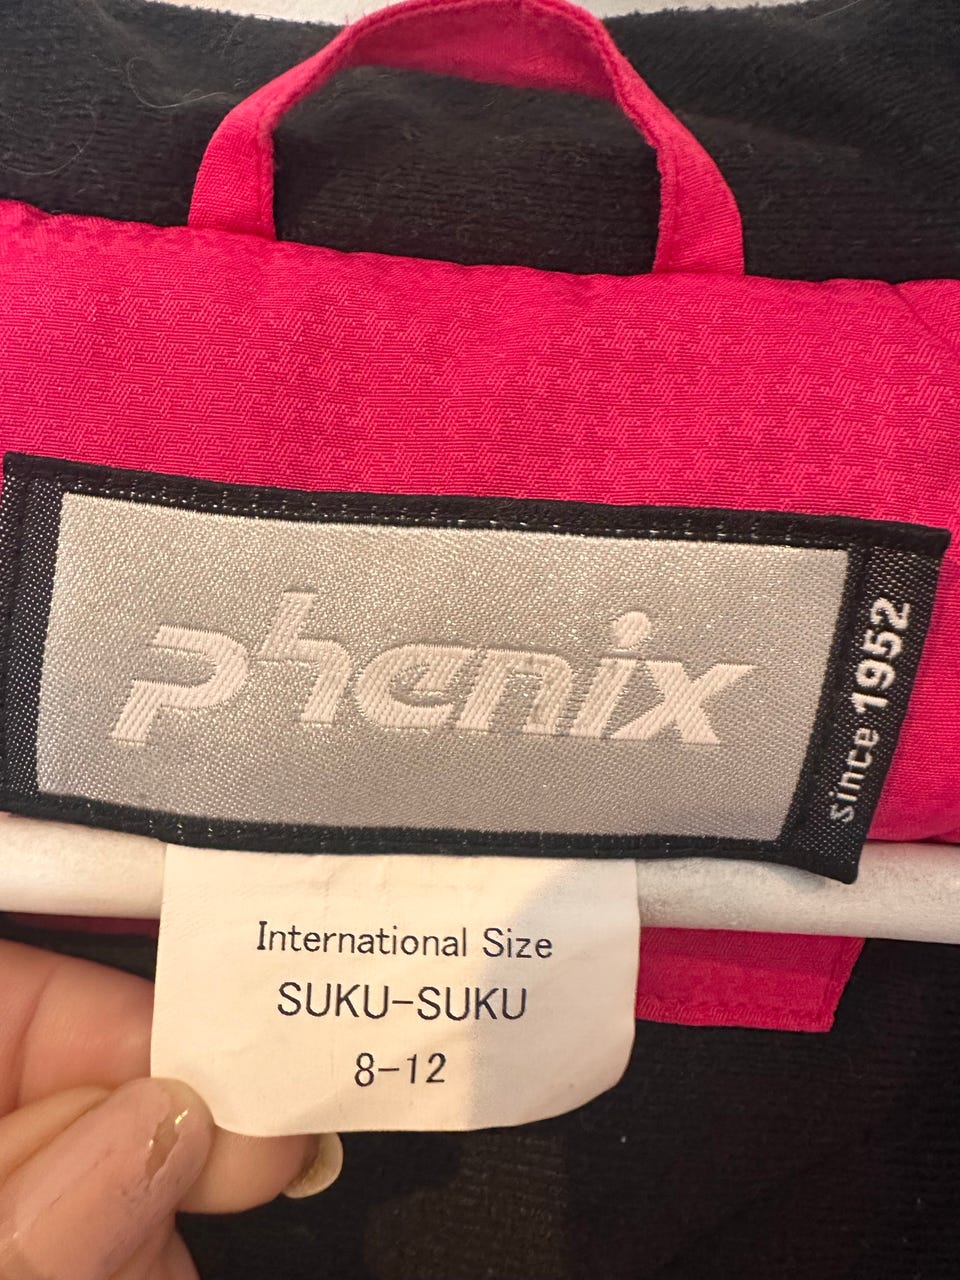 phenix
since 1952
International Size
SUKU-SUKU
8-12